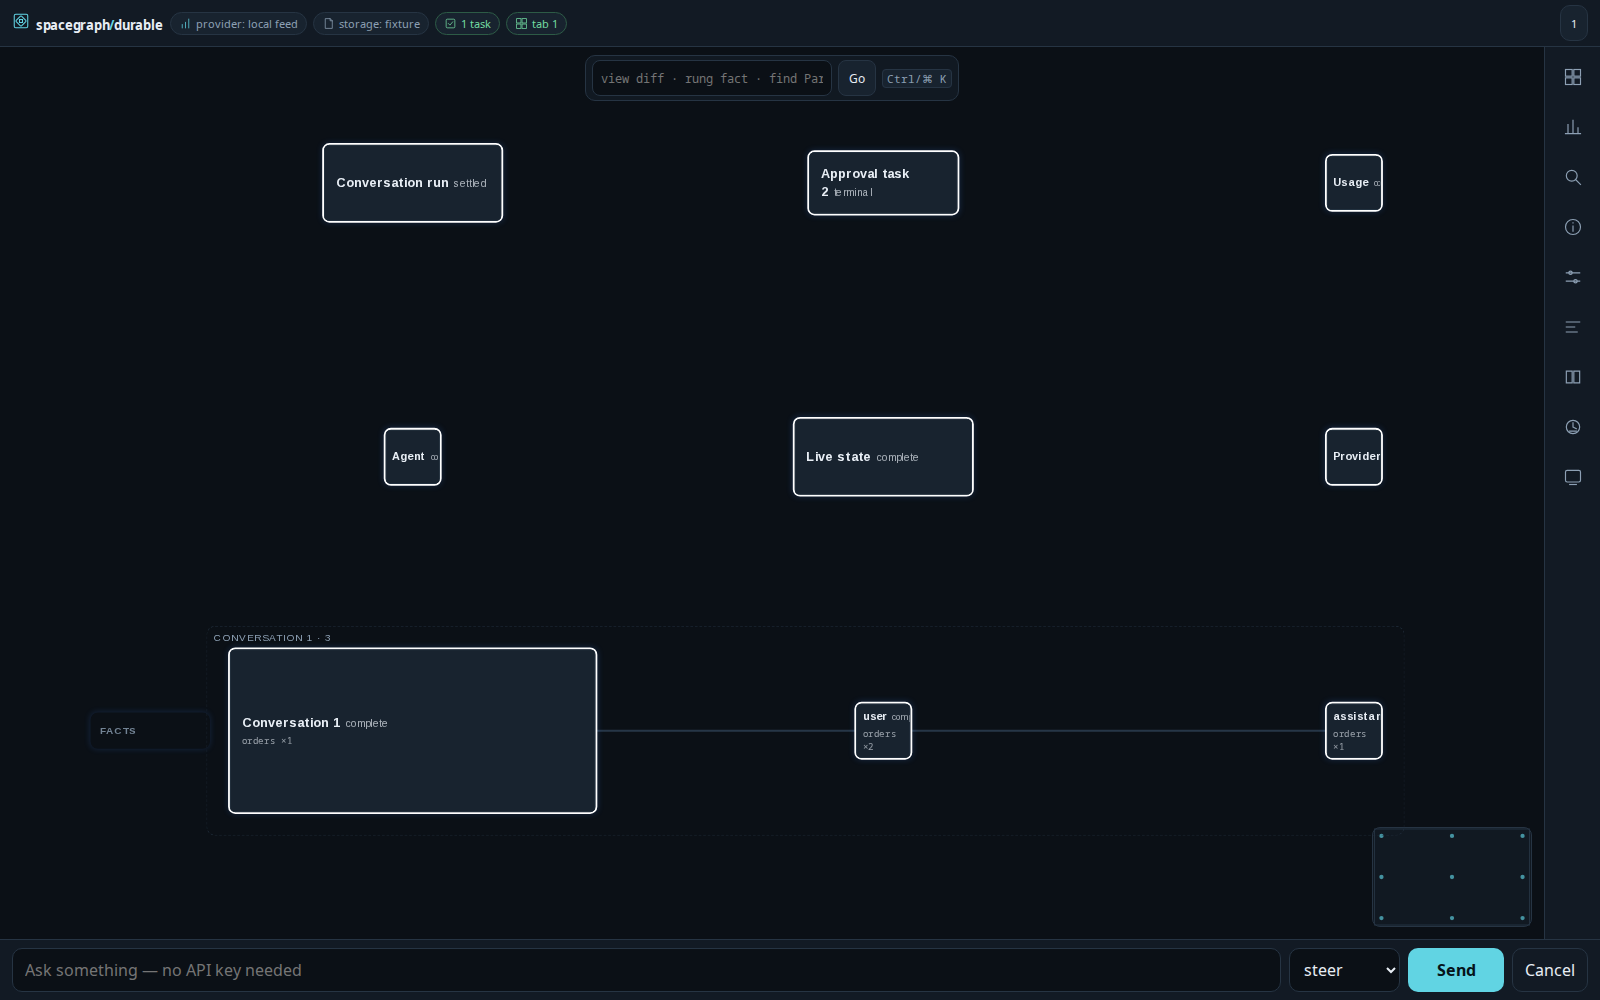 spacegraph/durable
provider: local feed
storage: fixture
1 task
tab 1
1
view diff · rung fact · find Par
Go
Ctrl/⌘ K
Conversation run settled
Approval task
2 terminal
Usage
Agent
Live state complete
Provider
CONVERSATION 1 · 3
Conversation 1 complete
orders ×1
user comp
orders
×2
assistan
orders
×1
FACTS
Ask something — no API key needed
steer
Send
Cancel